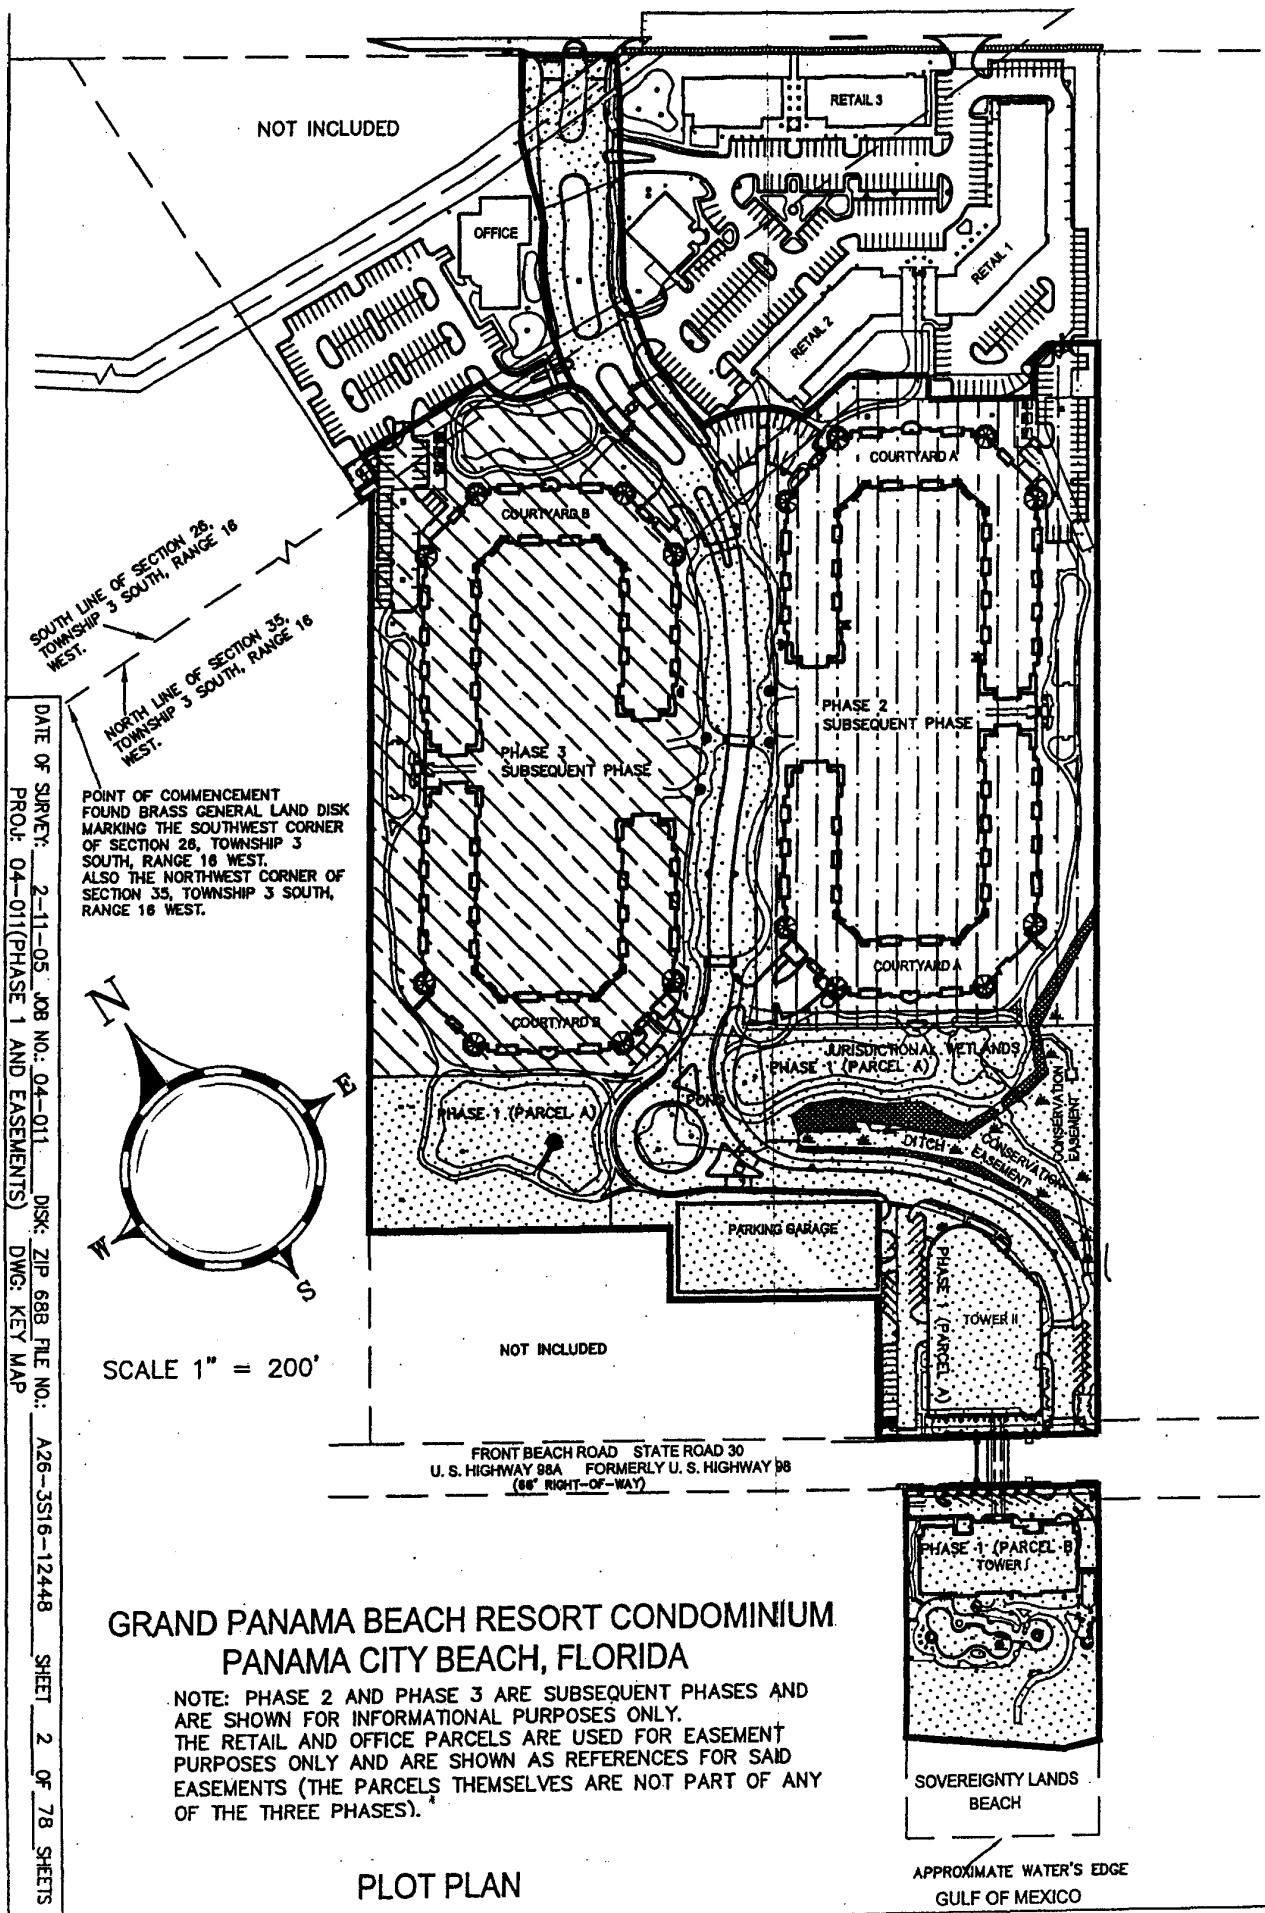 NOT INCLUDED
RETAIL 3
OFFICE
RETAIL 1
RETAIL 2
COURTYARD A
COURTYARD B
SOUTH LINE OF SECTION 26,
TOWNSHIP 3 SOUTH, RANGE 16
WEST.
NORTH LINE OF SECTION 35,
TOWNSHIP 3 SOUTH, RANGE 16
WEST.
PHASE 2
SUBSEQUENT PHASE
PHASE 3
SUBSEQUENT PHASE
POINT OF COMMENCEMENT
FOUND BRASS GENERAL LAND DISK
MARKING THE SOUTHWEST CORNER
OF SECTION 26, TOWNSHIP 3
SOUTH, RANGE 16 WEST.
ALSO THE NORTHWEST CORNER OF
SECTION 35, TOWNSHIP 3 SOUTH,
RANGE 16 WEST.
COURTYARD A
COURTYARD B
JURISDICTIONAL WETLANDS
PHASE 1 (PARCEL A)
POND
PHASE 1 (PARCEL A)
CONSERVATION
EASEMENT
DITCH
CONSERVATION
EASEMENT
PARKING GARAGE
PHASE 1 (PARCEL A)
TOWER II
N
E
W
S
SCALE 1" = 200'
NOT INCLUDED
FRONT BEACH ROAD STATE ROAD 30
U. S. HIGHWAY 98A FORMERLY U. S. HIGHWAY 98
(66' RIGHT-OF-WAY)
PHASE 1 (PARCEL B)
TOWER I
GRAND PANAMA BEACH RESORT CONDOMINIUM
PANAMA CITY BEACH, FLORIDA
NOTE: PHASE 2 AND PHASE 3 ARE SUBSEQUENT PHASES AND
ARE SHOWN FOR INFORMATIONAL PURPOSES ONLY.
THE RETAIL AND OFFICE PARCELS ARE USED FOR EASEMENT
PURPOSES ONLY AND ARE SHOWN AS REFERENCES FOR SAID
EASEMENTS (THE PARCELS THEMSELVES ARE NOT PART OF ANY
OF THE THREE PHASES).
SOVEREIGNTY LANDS
BEACH
APPROXIMATE WATER'S EDGE
GULF OF MEXICO
PLOT PLAN
DATE OF SURVEY: 2-11-05 JOB NO.: 04-011 DISK: ZIP 68B FILE NO.: A26-3S16-12448 SHEET 2 OF 78 SHEETS
PROJ: 04-011(PHASE 1 AND EASEMENTS) DWG: KEY MAP